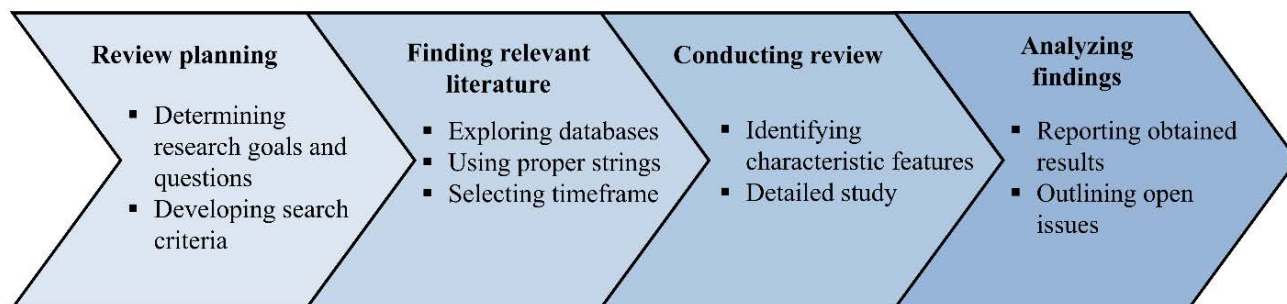 Review planning
▪ Determining
research goals and
questions
▪ Developing search
criteria
Finding relevant
literature
▪ Exploring databases
▪ Using proper strings
▪ Selecting timeframe
Conducting review
▪ Identifying
characteristic features
▪ Detailed study
Analyzing
findings
▪ Reporting obtained
results
▪ Outlining open
issues